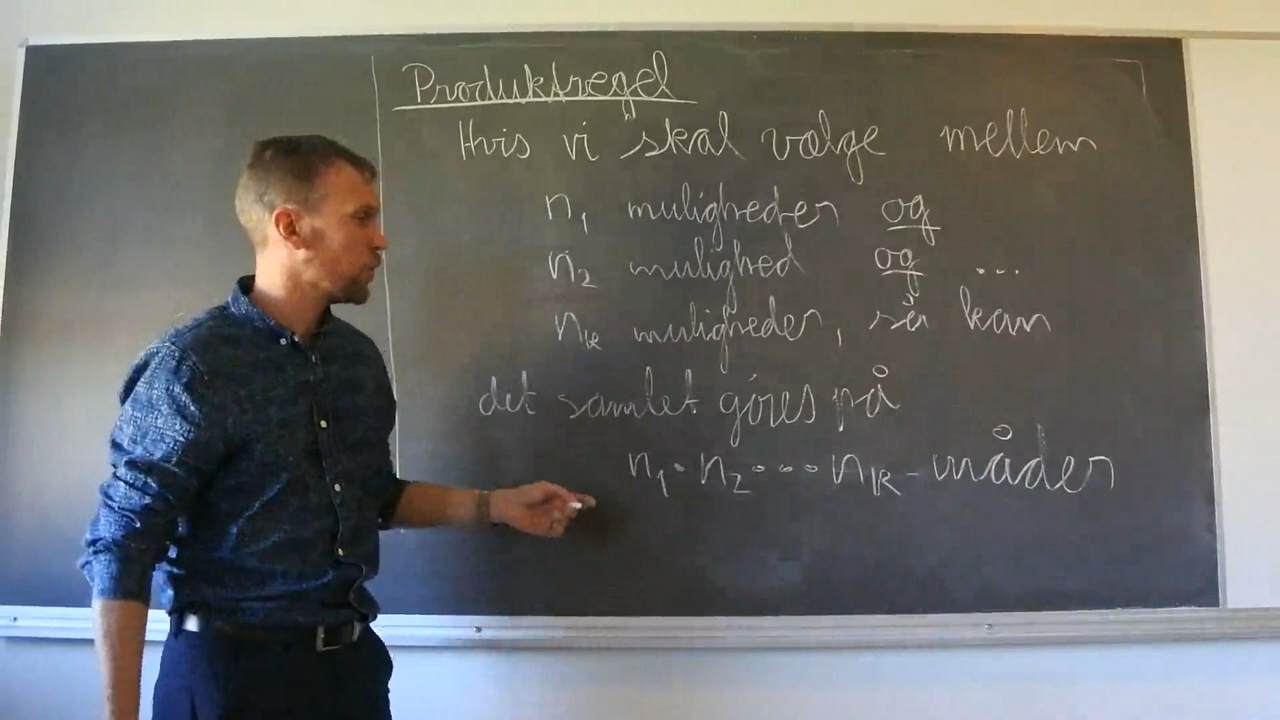 Produktregel
Hvis vi skal vælge mellem
n₁ muligheder og
n₂ mulighed og ...
nₖ muligheder, så kan
det samlet gøres på
n₁ · n₂ · · · · nₖ - måder